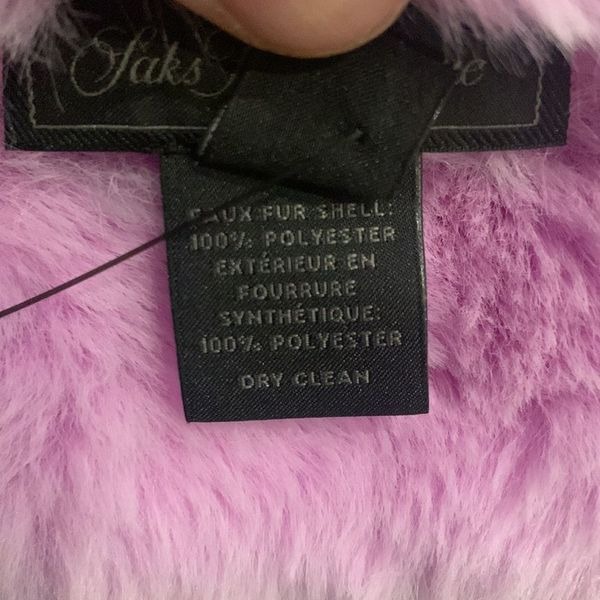 Saks
FAUX FUR SHELL:
100% POLYESTER
EXTÉRIEUR EN
FOURRURE
SYNTHÉTIQUE:
100% POLYESTER
DRY CLEAN